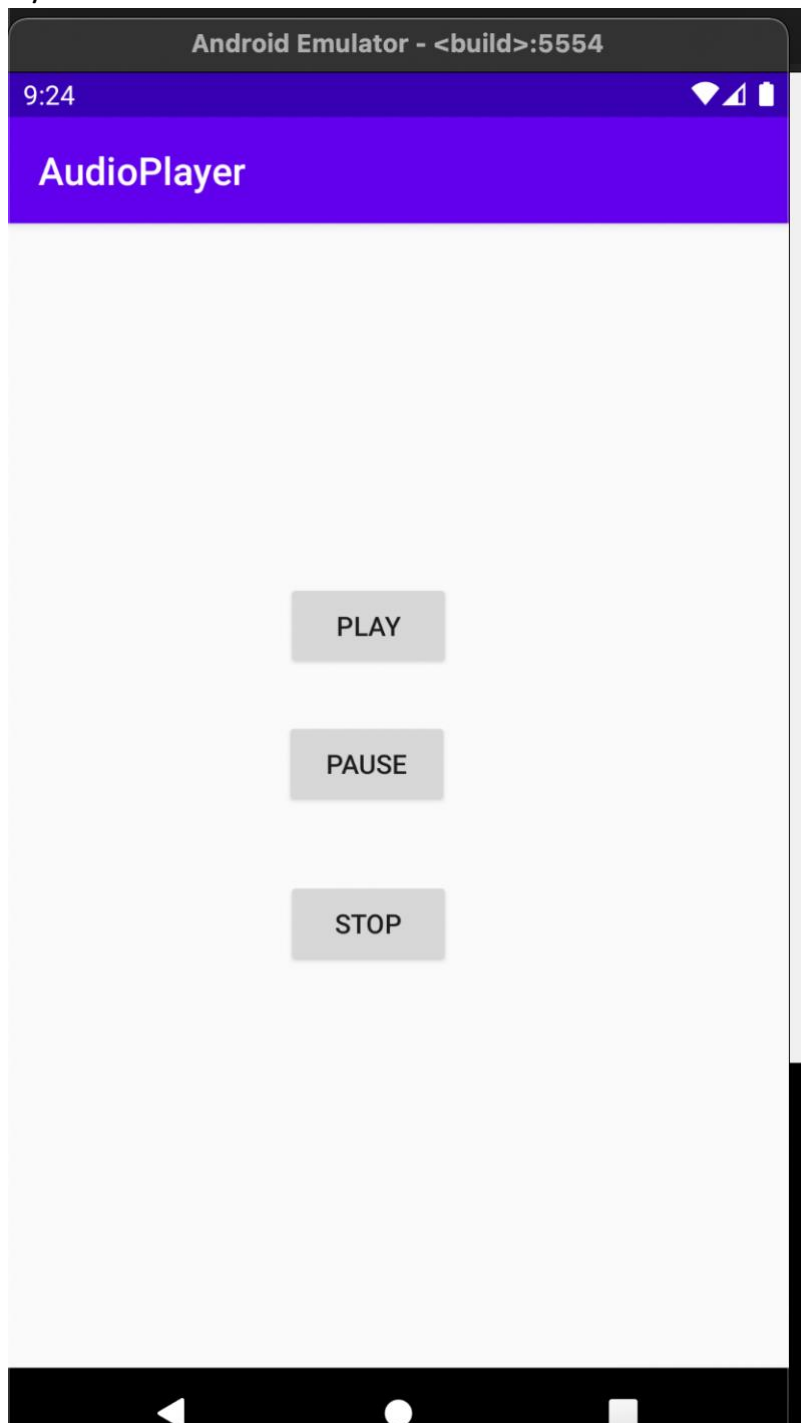 Android Emulator - <build>:5554
9:24
AudioPlayer
PLAY
PAUSE
STOP